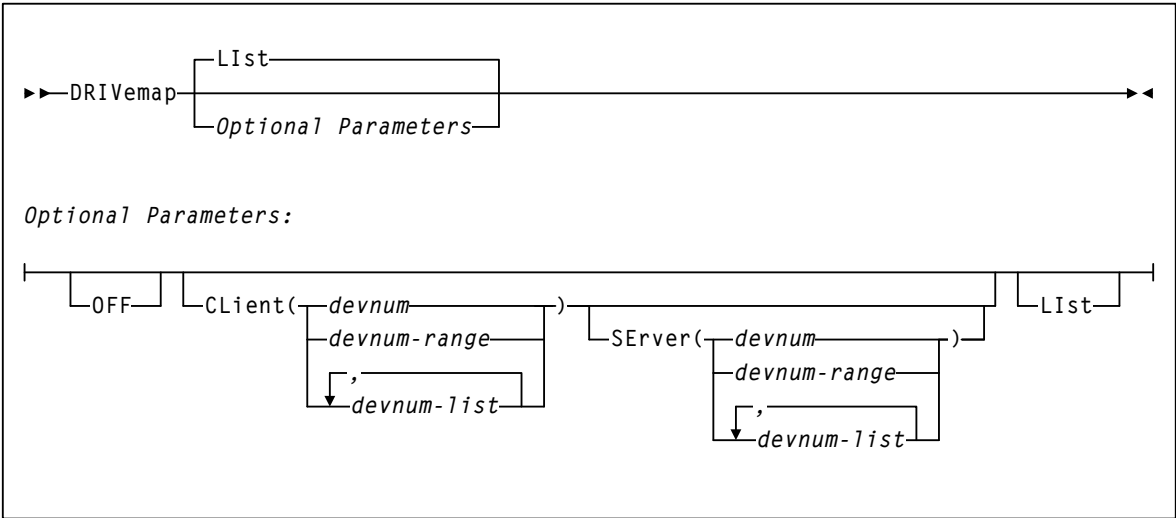 LIst
DRIVemap
Optional Parameters
Optional Parameters:
OFF CLient( devnum ) LIst
devnum-range SErver( devnum )
, devnum-range
devnum-list ,
devnum-list